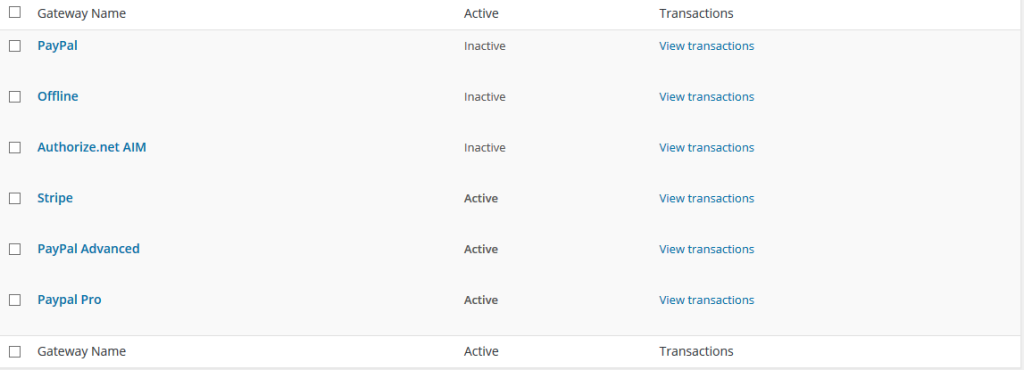 Gateway Name Active Transactions
PayPal Inactive View transactions
Offline Inactive View transactions
Authorize.net AIM Inactive View transactions
Stripe Active View transactions
PayPal Advanced Active View transactions
Paypal Pro Active View transactions
Gateway Name Active Transactions